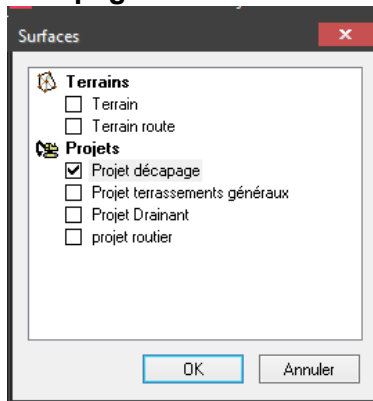 Surfaces
Terrains
Terrain
Terrain route
Projets
Projet décapage
Projet terrassements généraux
Projet Drainant
projet routier
OK
Annuler